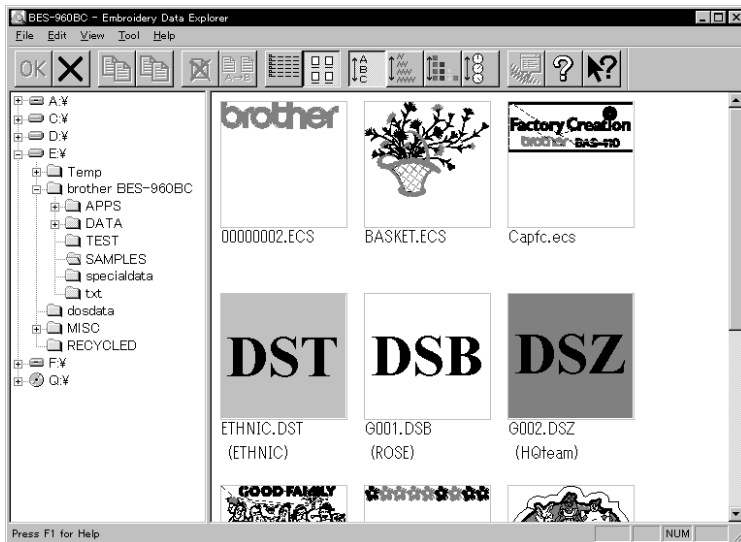 BES-960BC - Embroidery Data Explorer
File Edit View Tool Help
OK A→B A B C ? ?
A:¥
C:¥
D:¥
E:¥
Temp
brother BES-960BC
APPS
DATA
TEST
SAMPLES
specialdata
txt
dosdata
MISC
RECYCLED
F:¥
Q:¥
brother
Factory Creation
brother BAS-410
00000002.ECS BASKET.ECS Capfc.ecs
DST DSB DSZ
ETHNIC.DST G001.DSB G002.DSZ
(ETHNIC) (ROSE) (HQteam)
GOOD FAMILY
Press F1 for Help NUM